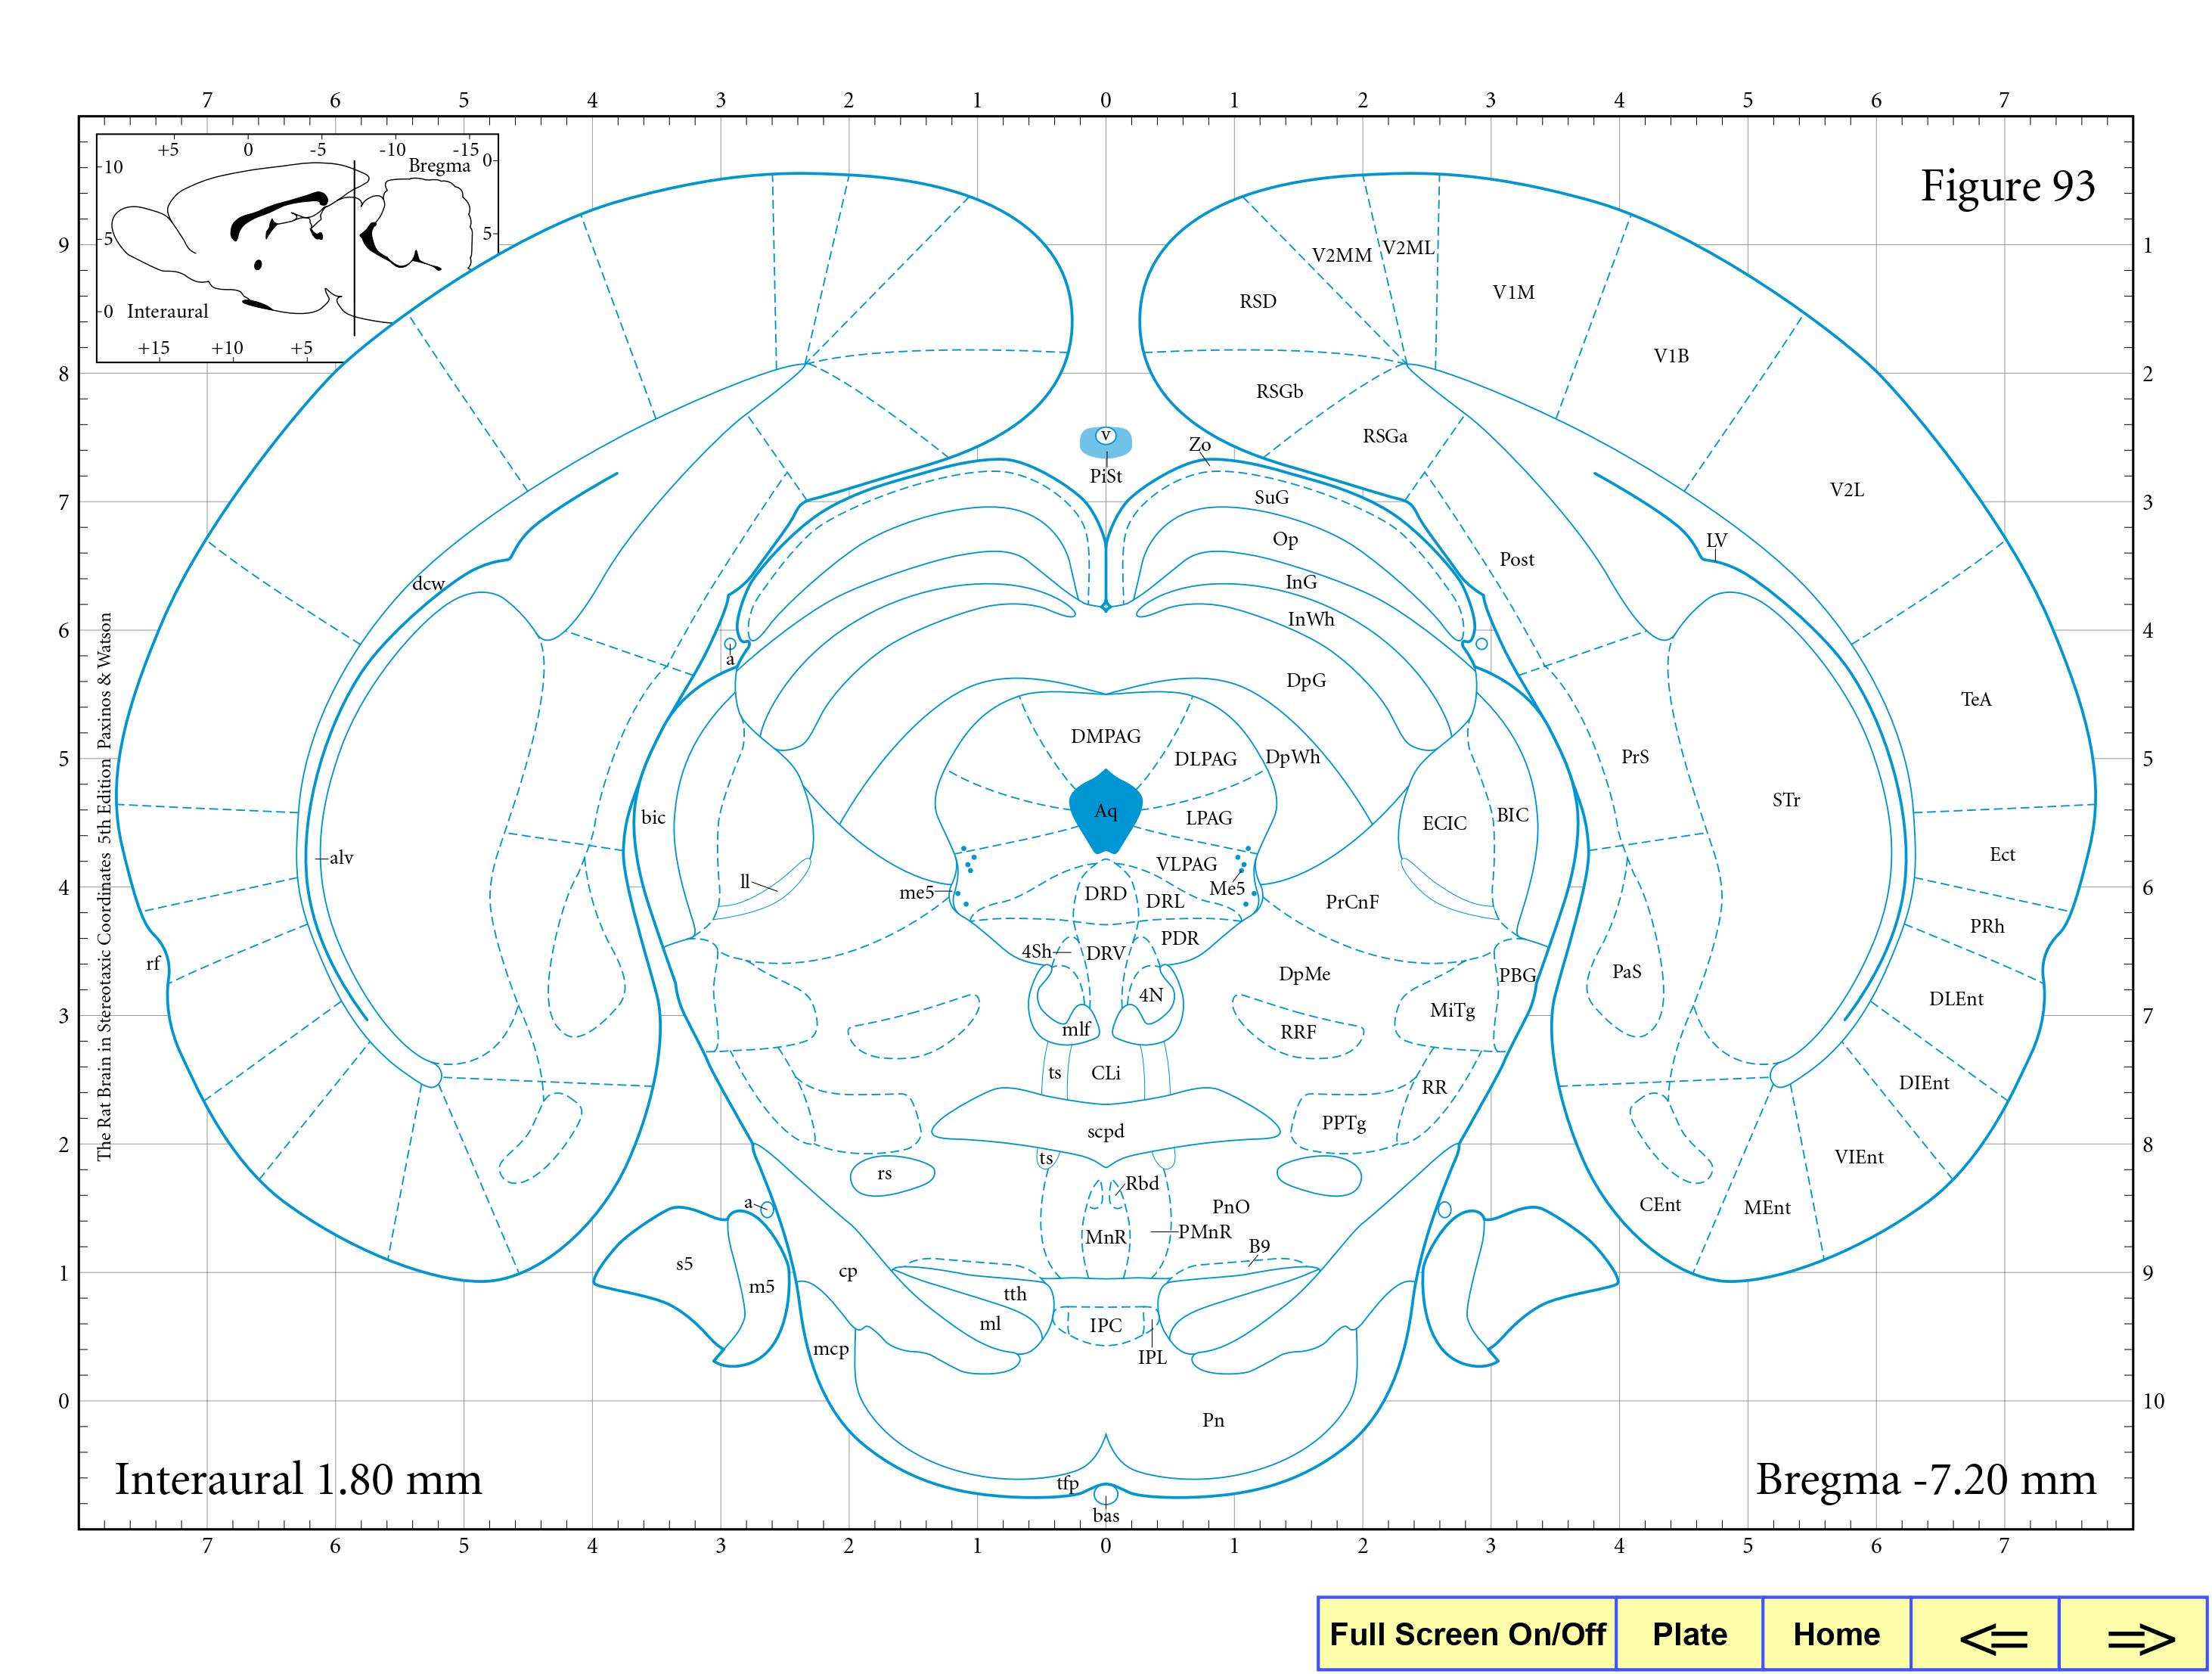 7 6 5 4 3 2 1 0 1 2 3 4 5 6 7
+5 0 -5 -10 -15
Bregma 0
10
5
5
0 Interaural
+15 +10 +5
Figure 93
9 1
8 2
7 3
6 4
5 5
4 6
3 7
2 8
1 9
0 10
V2MM V2ML
RSD V1M
V1B
RSGb
v RSGa
Zo
PiSt
SuG V2L
Op LV
Post
dcw InG
InWh
a
DpG
TeA
DMPAG
DLPAG DpWh PrS
STr
Aq
bic LPAG ECIC BIC
alv VLPAG Ect
ll me5 DRD DRL Me5 PrCnF
PRh
4Sh DRV PDR
rf DpMe PBG PaS
4N DLEnt
mlf RRF MiTg
ts CLi
RR DIEnt
scpd PPTg
ts VIEnt
rs Rbd
a PnO CEnt MEnt
MnR PMnR
B9
s5 cp
m5 tth
ml IPC
mcp IPL
Pn
tfp
bas
The Rat Brain in Stereotaxic Coordinates 5th Edition Paxinos & Watson
Interaural 1.80 mm
Bregma -7.20 mm
7 6 5 4 3 2 1 0 1 2 3 4 5 6 7
Full Screen On/Off Plate Home